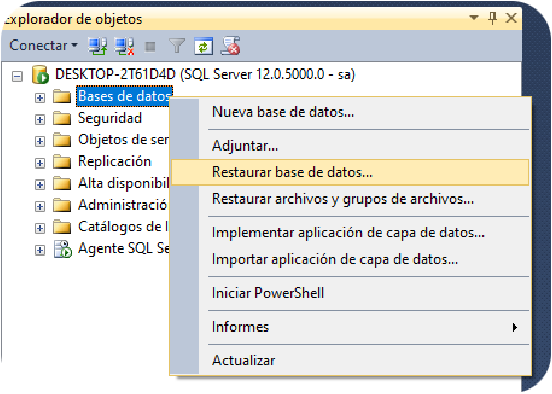 Explorador de objetos
Conectar
DESKTOP-2T61D4D (SQL Server 12.0.5000.0 - sa)
Bases de datos
Seguridad
Objetos de ser
Replicación
Alta disponibil
Administració
Catálogos de I
Agente SQL Se
Nueva base de datos...
Adjuntar...
Restaurar base de datos...
Restaurar archivos y grupos de archivos...
Implementar aplicación de capa de datos...
Importar aplicación de capa de datos...
Iniciar PowerShell
Informes
Actualizar